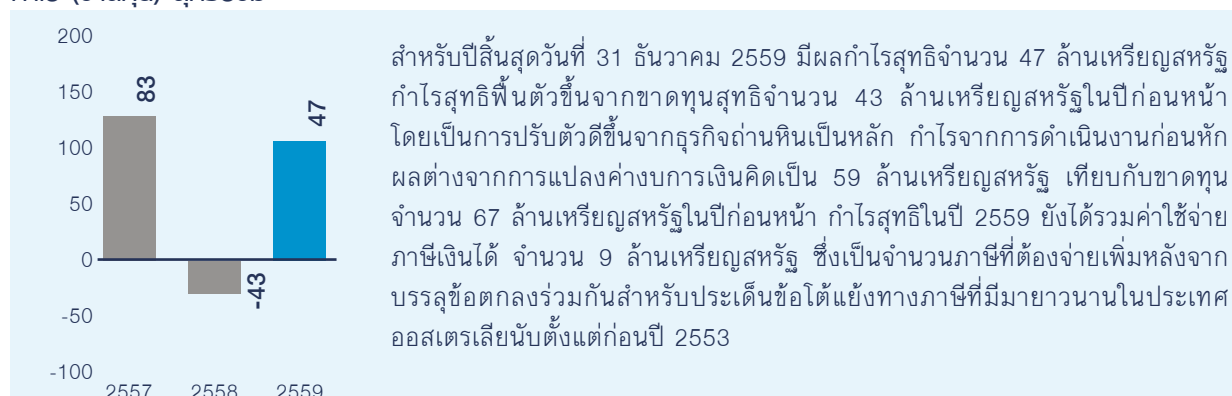 200
150
100
50
0
-50
-100
83
-43
47
2557 2558 2559
สำหรับปีสิ้นสุดวันที่ 31 ธันวาคม 2559 มีผลกำไรสุทธิจำนวน 47 ล้านเหรียญสหรัฐ
กำไรสุทธิฟื้นตัวขึ้นจากขาดทุนสุทธิจำนวน 43 ล้านเหรียญสหรัฐในปีก่อนหน้า
โดยเป็นการปรับตัวดีขึ้นจากธุรกิจถ่านหินเป็นหลัก กำไรจากการดำเนินงานก่อนหัก
ผลต่างจากการแปลงค่างบการเงินคิดเป็น 59 ล้านเหรียญสหรัฐ เทียบกับขาดทุน
จำนวน 67 ล้านเหรียญสหรัฐในปีก่อนหน้า กำไรสุทธิในปี 2559 ยังได้รวมค่าใช้จ่าย
ภาษีเงินได้ จำนวน 9 ล้านเหรียญสหรัฐ ซึ่งเป็นจำนวนภาษีที่ต้องจ่ายเพิ่มหลังจาก
บรรลุข้อตกลงร่วมกันสำหรับประเด็นข้อโต้แย้งทางภาษีที่มีมายาวนานในประเทศ
ออสเตรเลียนับตั้งแต่ก่อนปี 2553